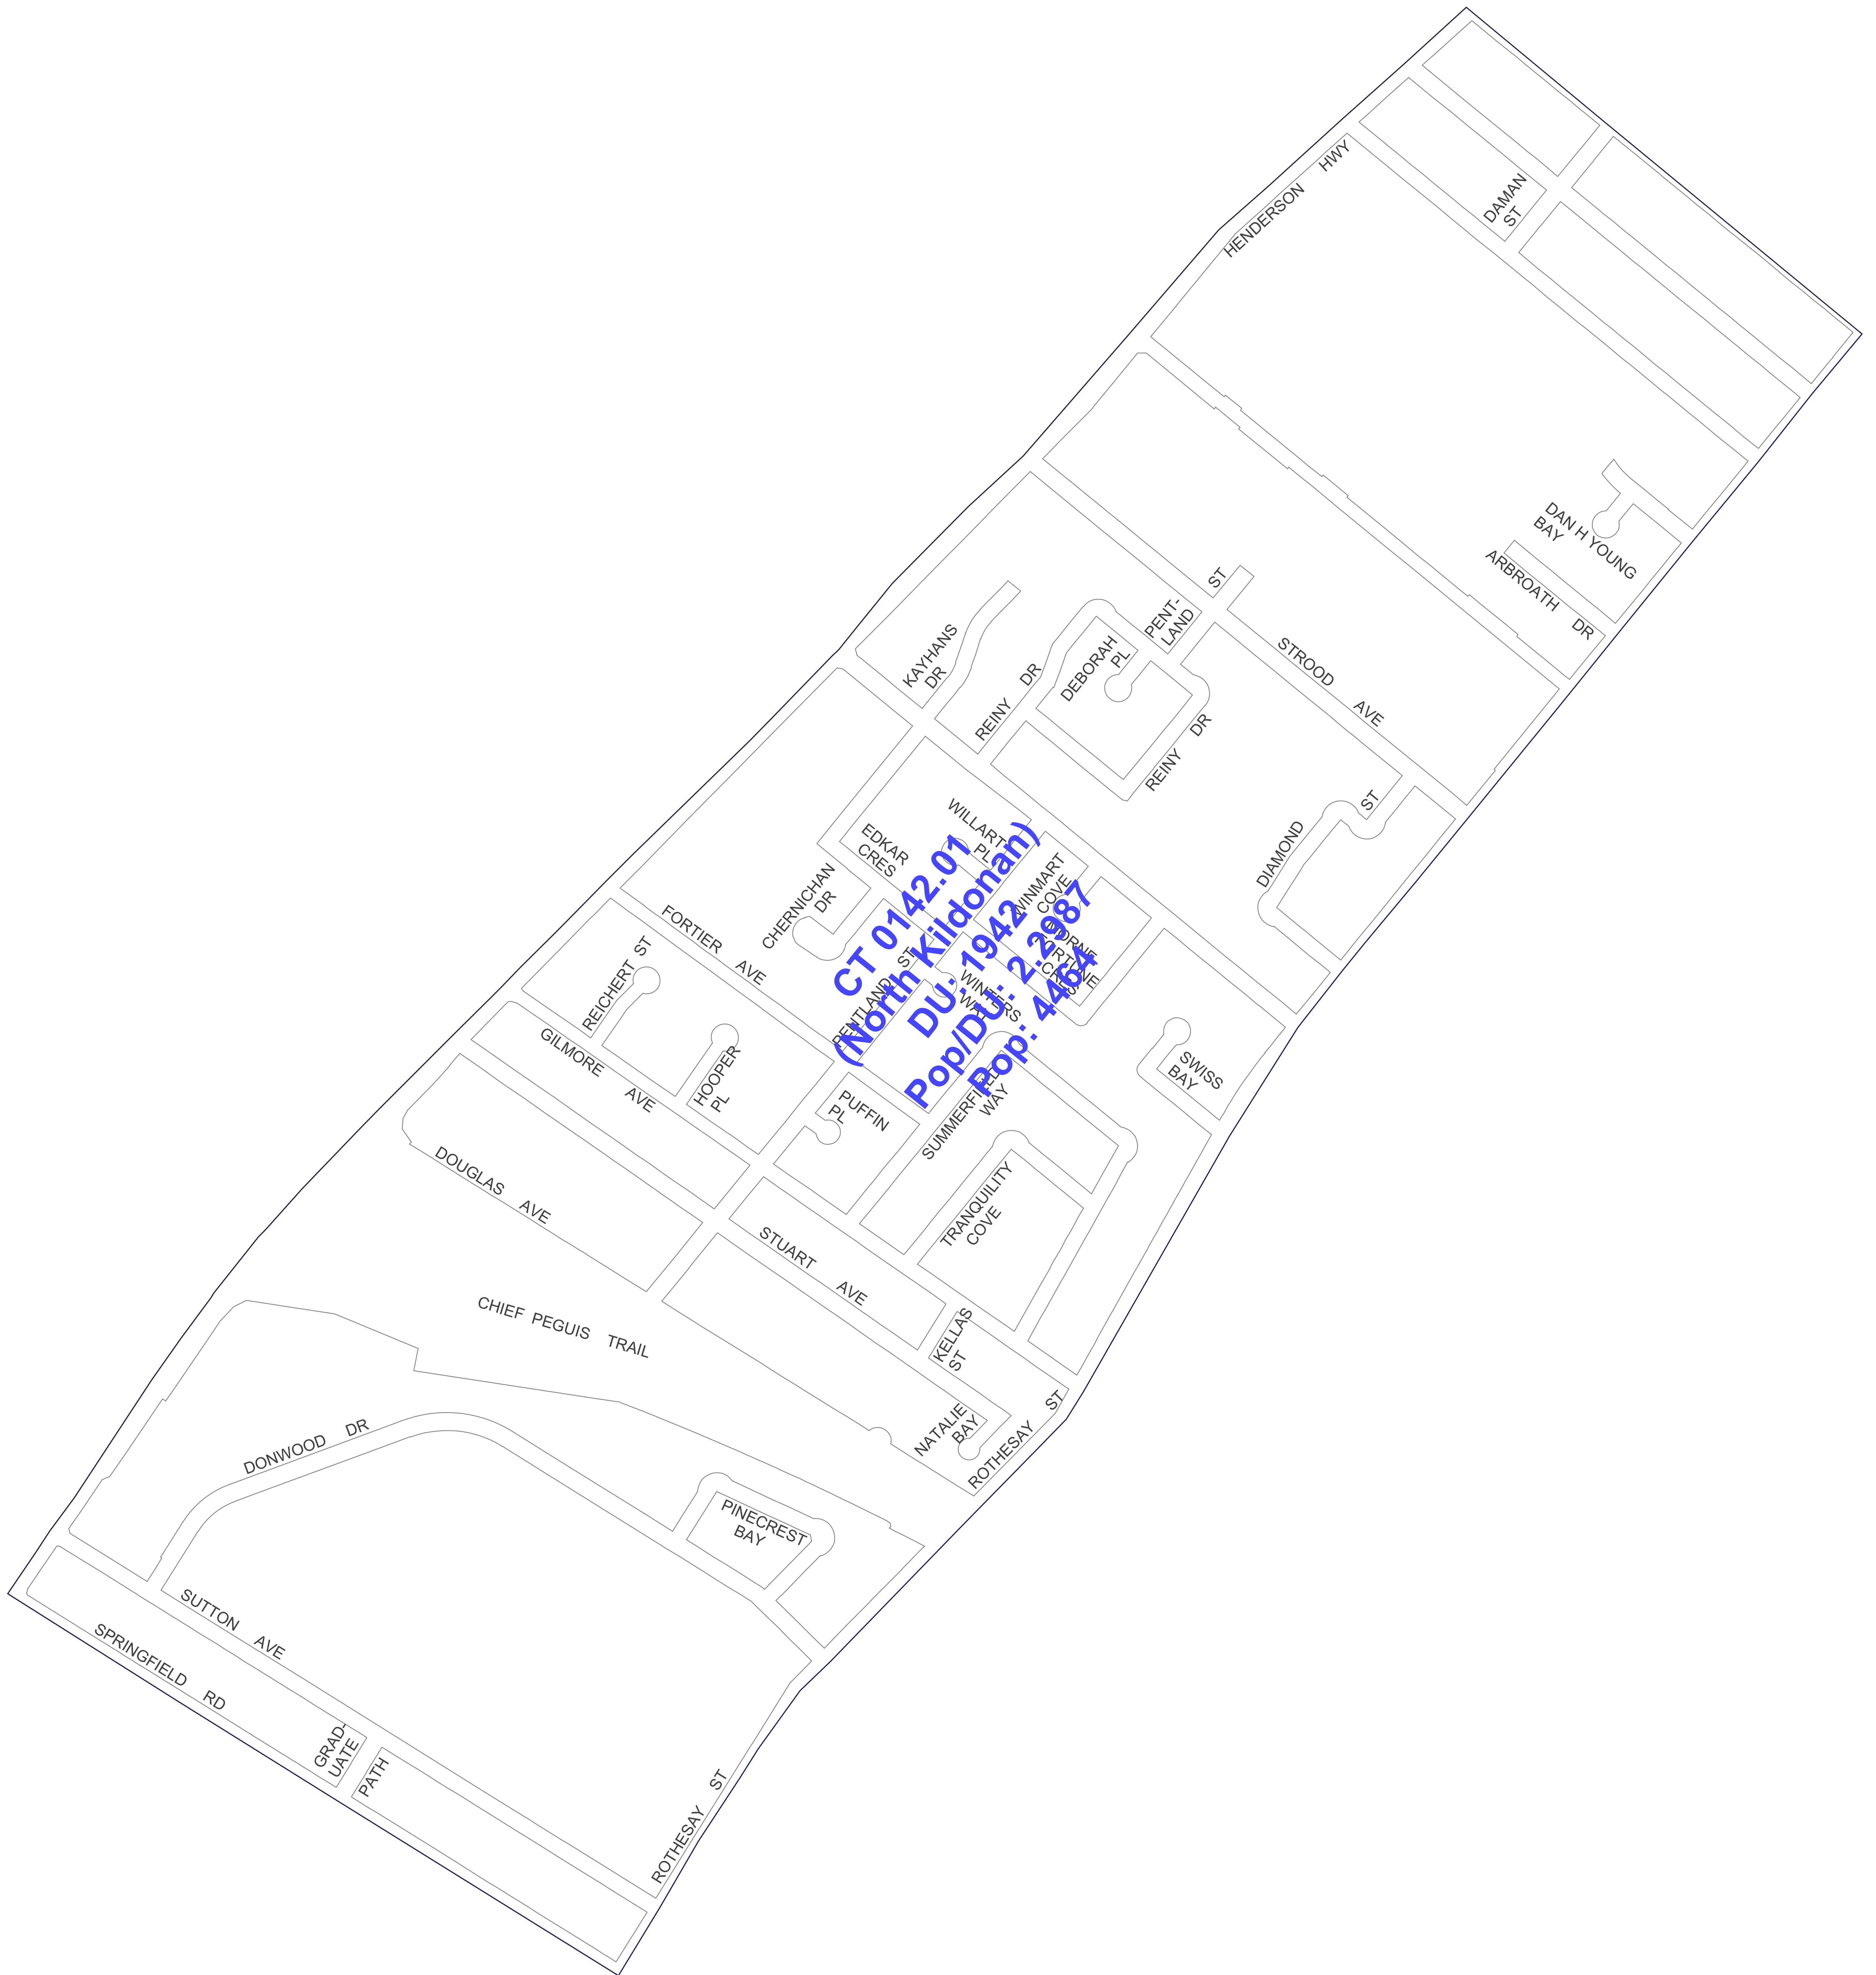 HENDERSON HWY
DAMAN
ST
DAN H YOUNG
BAY
ARBROATH DR
PENT-
LAND
ST
STROOD AVE
KAYHANS
DR
REINY DR
DEBORAH
PL
REINY DR
DIAMOND ST
WILLART
PL
EDKAR
CRES
WINMART
COVE
CHERNICHAN
DR
FORTIER AVE
PENTLAND ST
WINTERS
CT 0142.01
(North Kildonan)
DU: 1942
Pop/DU: 2.2987
Pop: 4464
REICHERT ST
GILMORE AVE
HOOPER
PL
PUFFIN
PL
SWISS
BAY
SUMMERFIELD
WAY
TRANQUILITY
COVE
DOUGLAS AVE
STUART AVE
KELLAS
ST
CHIEF PEGUIS TRAIL
NATALIE
BAY
ROTHESAY ST
DONWOOD DR
PINECREST
BAY
SUTTON AVE
SPRINGFIELD RD
GRAD-
UATE
PATH
ROTHESAY ST